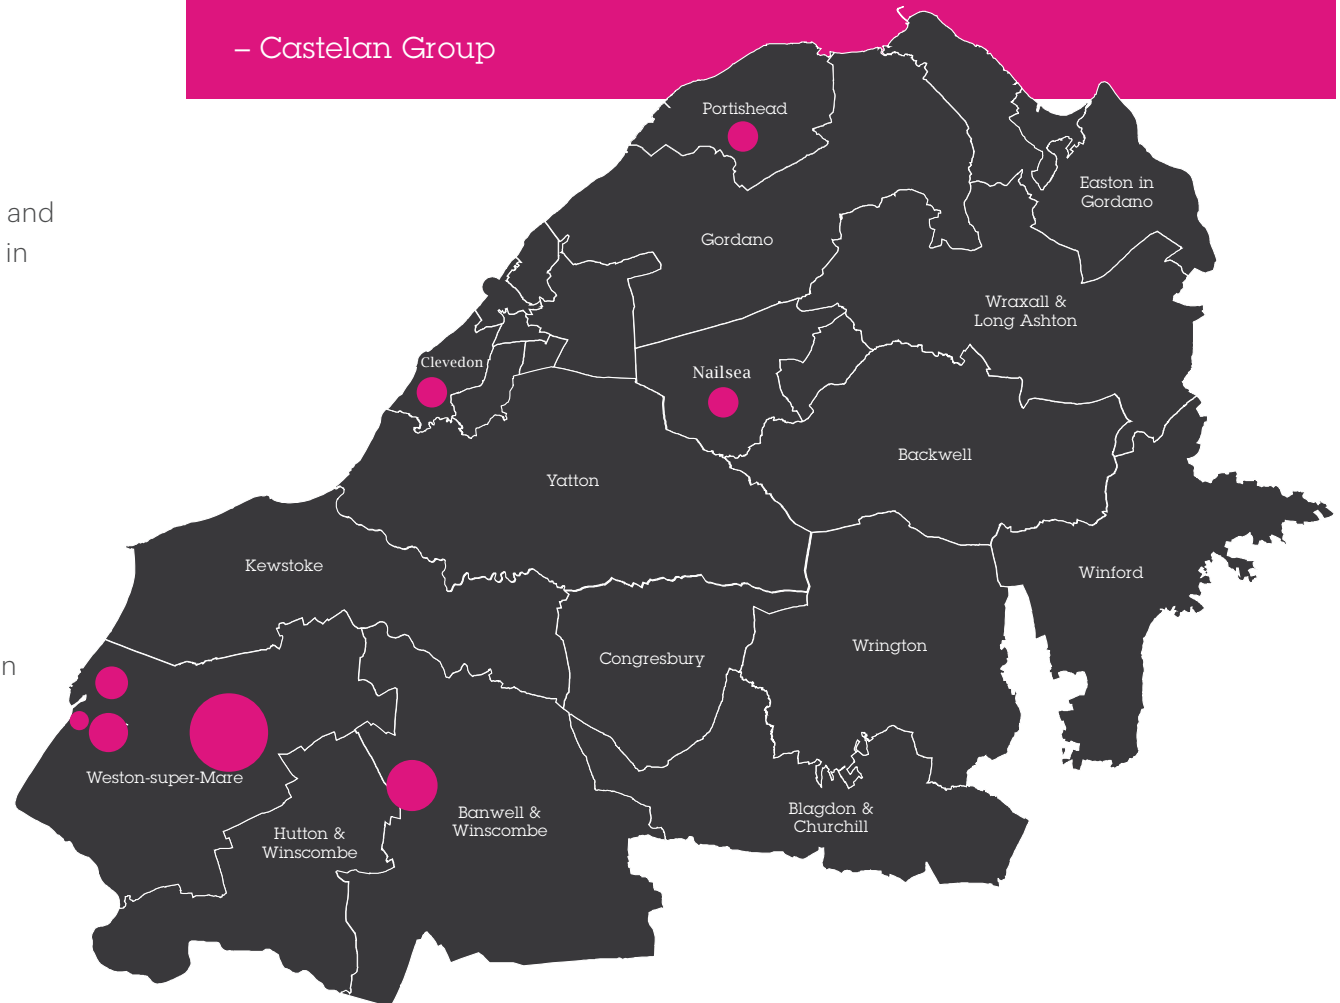 – Castelan Group
and
in
n
Portishead
Easton in
Gordano
Gordano
Wraxall &
Long Ashton
Clevedon
Nailsea
Backwell
Yatton
Kewstoke
Winford
Wrington
Congresbury
Weston-super-Mare
Banwell &
Winscombe
Blagdon &
Churchill
Hutton &
Winscombe